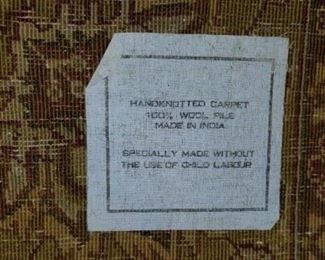 HANDKNOTTED CARPET
100% WOOL PILE
MADE IN INDIA
SPECIALLY MADE WITHOUT
THE USE OF CHILD LABOUR